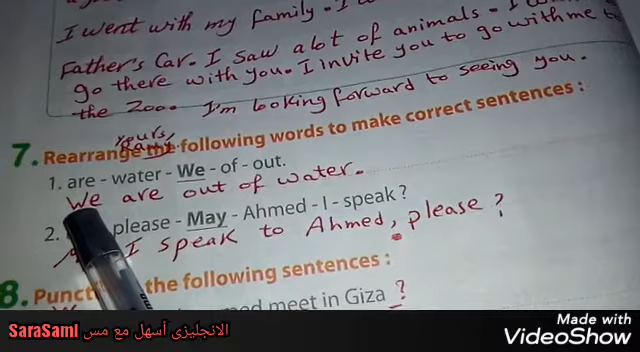 I went with my family. I
Father's Car. I saw a lot of animals. I
go there with you. I invite you to go with me to
the Zoo. I'm looking forward to seeing you.
yours,
7. Rearrange the following words to make correct sentences :
1. are - water - We - of - out.
We are out of water.
2. please - May - Ahmed - I - speak ?
I speak to Ahmed, please ?
8. the following sentences :
meet in Giza ?
SaraSamI الانجليزى أسهل مع مس
Made with
VideoShow